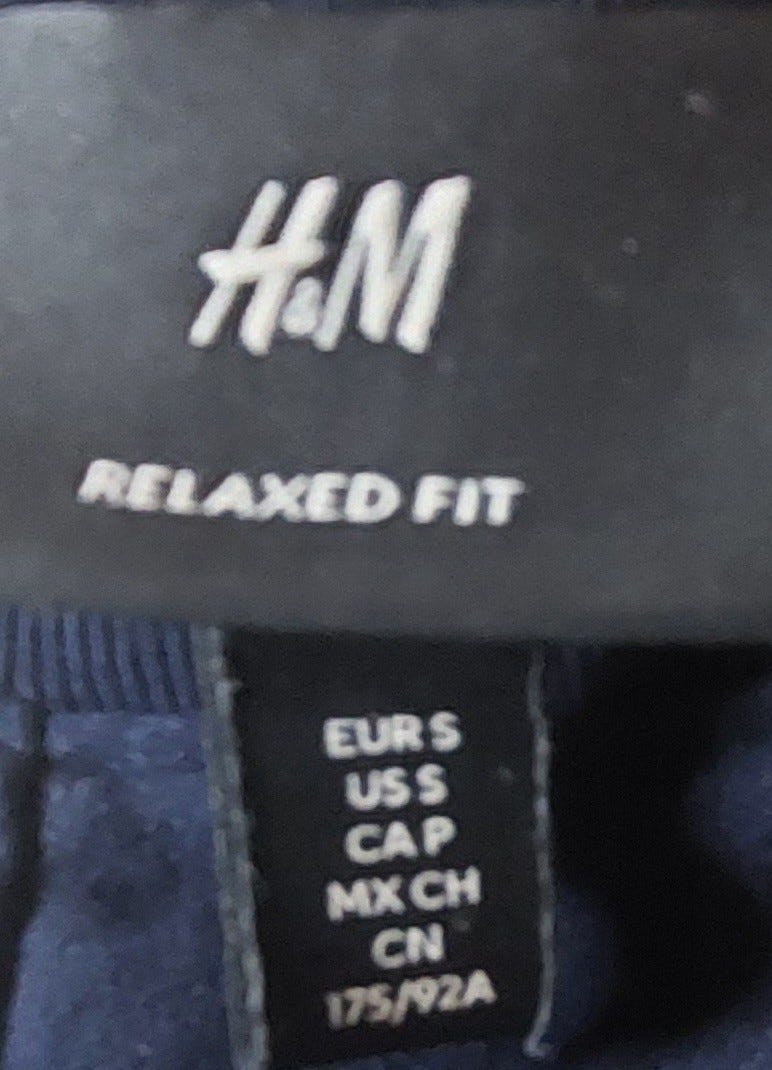 H&M
RELAXED FIT
EUR S
US S
CA P
MX CH
CN
175/92A